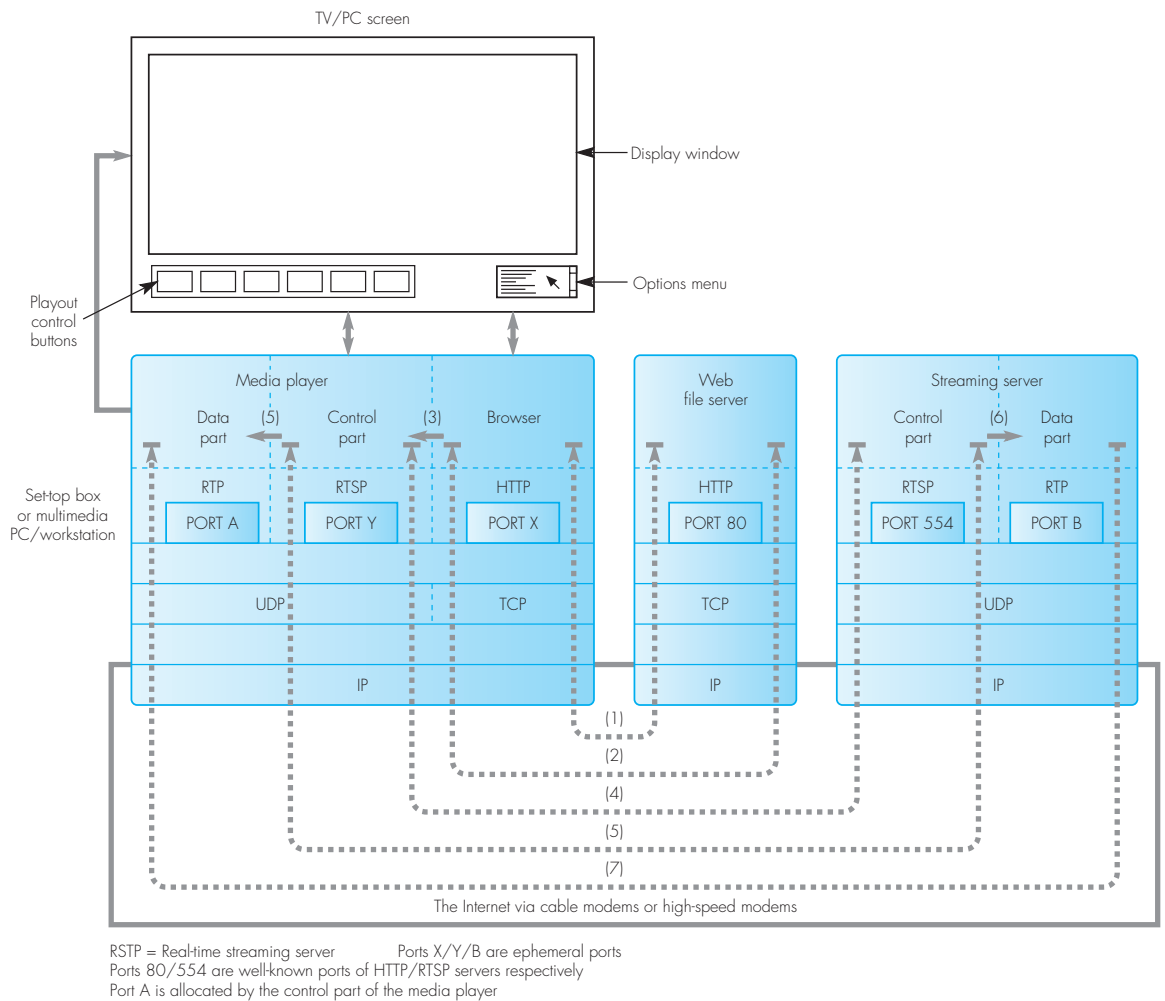 TV/PC screen
Display window
Options menu
Playout
control
buttons
Media player
Web
file server
Streaming server
Data
part
(5)
Control
part
(3)
Browser
Control
part
(6)
Data
part
Set-top box
or multimedia
PC/workstation
RTP
RTSP
HTTP
HTTP
RTSP
RTP
PORT A
PORT Y
PORT X
PORT 80
PORT 554
PORT B
UDP
TCP
TCP
UDP
IP
IP
IP
(1)
(2)
(4)
(5)
(7)
The Internet via cable modems or high-speed modems
RSTP = Real-time streaming server Ports X/Y/B are ephemeral ports
Ports 80/554 are well-known ports of HTTP/RTSP servers respectively
Port A is allocated by the control part of the media player